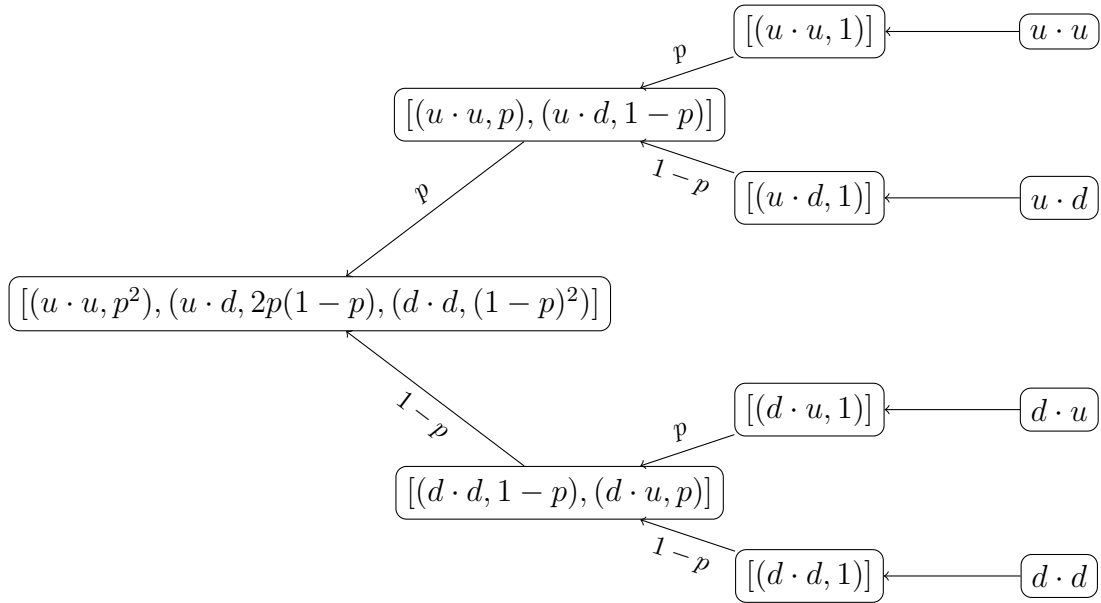 [(u · u, 1)]
u · u
p
[(u · u, p), (u · d, 1 − p)]
1 − p
[(u · d, 1)]
u · d
p
[(u · u, p²), (u · d, 2p(1 − p), (d · d, (1 − p)²)]
1 − p
[(d · u, 1)]
d · u
p
[(d · d, 1 − p), (d · u, p)]
1 − p
[(d · d, 1)]
d · d